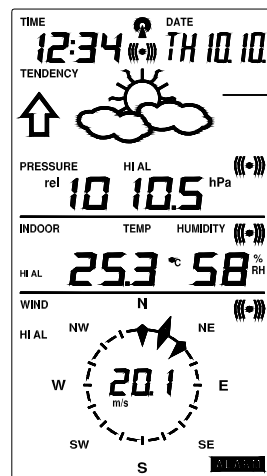 TIME DATE
12:34 TH 10.10.
TENDENCY
PRESSURE HI AL
rel 1010.5 hPa
INDOOR TEMP HUMIDITY
HI AL 25.3 °C 58 % RH
WIND N
HI AL NW NE
W 20.1 E
m/s
SW SE
S ALARM